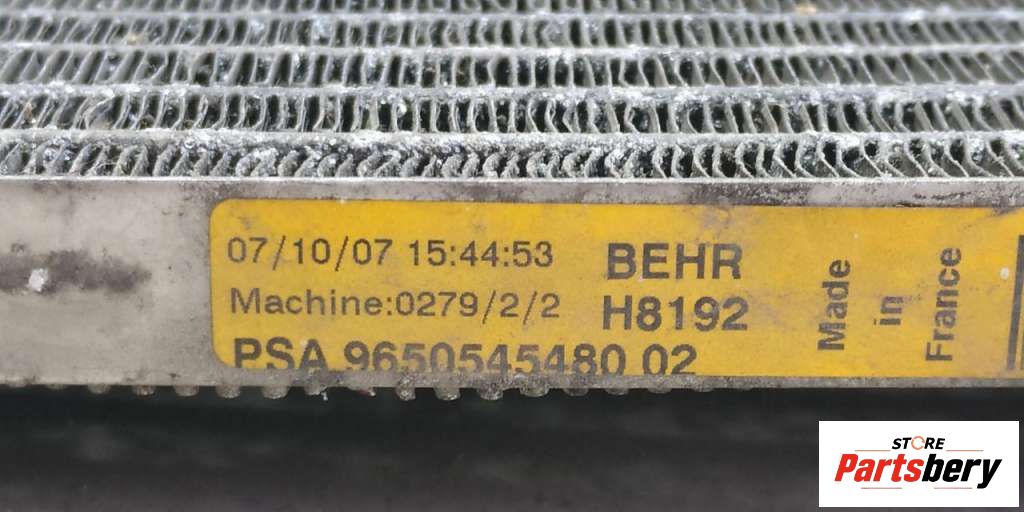 07/10/07 15:44:53
Machine:0279/2/2
PSA 9650545480 02
BEHR
H8192
Made
in
France
STORE
Partsbery